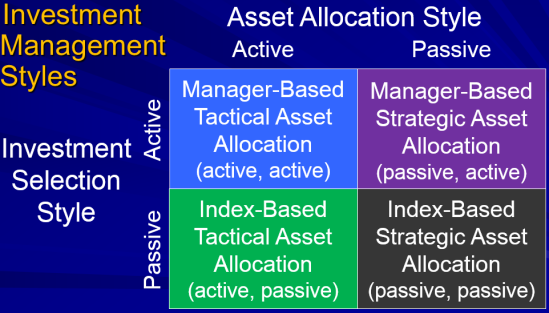 Investment
Management
Styles
Asset Allocation Style
Active
Passive
Investment
Selection
Style
Active
Manager-Based
Tactical Asset
Allocation
(active, active)
Manager-Based
Strategic Asset
Allocation
(passive, active)
Passive
Index-Based
Tactical Asset
Allocation
(active, passive)
Index-Based
Strategic Asset
Allocation
(passive, passive)